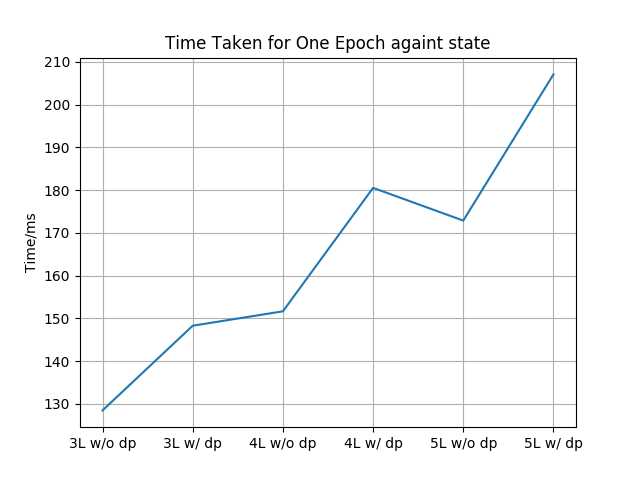 Time Taken for One Epoch againt state
210
200
190
180
170
160
150
140
130
Time/ms
3L w/o dp
3L w/ dp
4L w/o dp
4L w/ dp
5L w/o dp
5L w/ dp